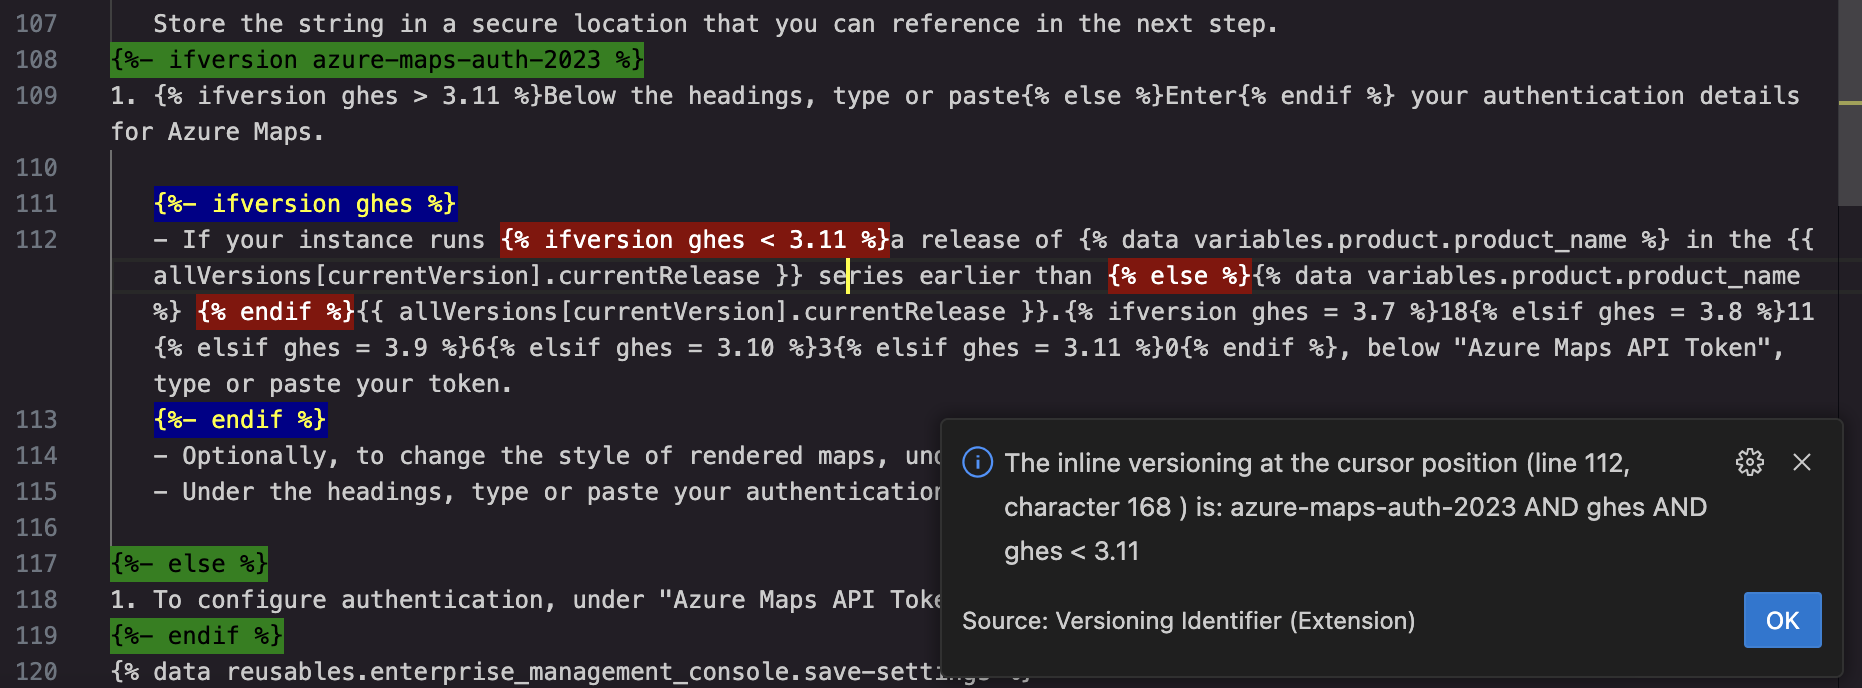 107 Store the string in a secure location that you can reference in the next step.
108 {%- ifversion azure-maps-auth-2023 %}
109 1. {% ifversion ghes > 3.11 %}Below the headings, type or paste{% else %}Enter{% endif %} your authentication details
for Azure Maps.
110
111 {%- ifversion ghes %}
112 - If your instance runs {% ifversion ghes < 3.11 %}a release of {% data variables.product.product_name %} in the {{
allVersions[currentVersion].currentRelease }} series earlier than {% else %}{% data variables.product.product_name
%} {% endif %}{{ allVersions[currentVersion].currentRelease }}.{% ifversion ghes = 3.7 %}18{% elsif ghes = 3.8 %}11
{% elsif ghes = 3.9 %}6{% elsif ghes = 3.10 %}3{% elsif ghes = 3.11 %}0{% endif %}, below "Azure Maps API Token",
type or paste your token.
113 {%- endif %}
114 - Optionally, to change the style of rendered maps,
115 - Under the headings, type or paste your authentication
116
117 {%- else %}
118 1. To configure authentication, under "Azure Maps API
119 {%- endif %}
120 {% data reusables.enterprise_management_console.save-settings %}
The inline versioning at the cursor position (line 112,
character 168 ) is: azure-maps-auth-2023 AND ghes AND
ghes < 3.11
Source: Versioning Identifier (Extension)
OK